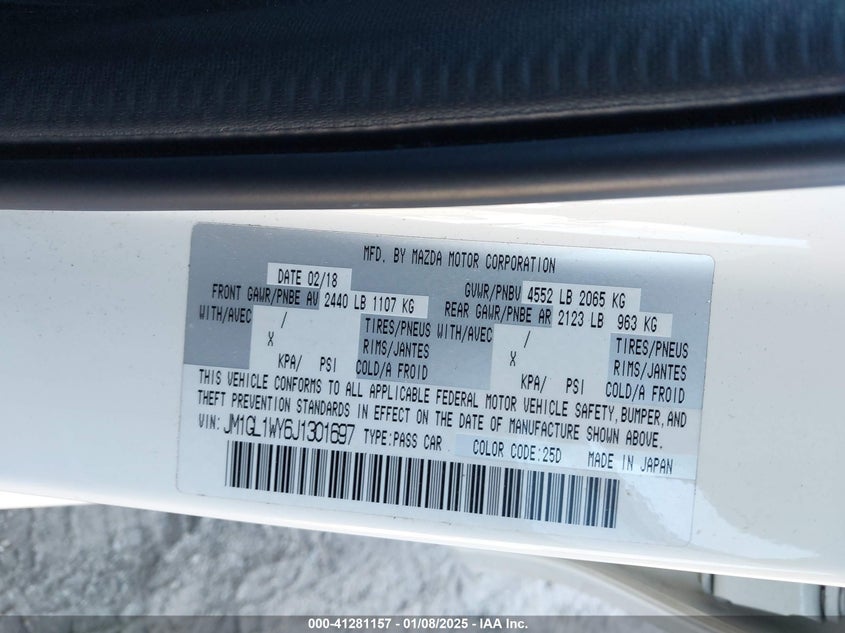 MFD. BY MAZDA MOTOR CORPORATION
DATE 02/18 GVWR/PNBV 4552 LB 2065 KG
FRONT GAWR/PNBE AV 2440 LB 1107 KG REAR GAWR/PNBE AR 2123 LB 963 KG
WITH/AVEC / TIRES/PNEUS WITH/AVEC / TIRES/PNEUS
X RIMS/JANTES X RIMS/JANTES
KPA/ PSI COLD/A FROID KPA/ PSI COLD/A FROID
THIS VEHICLE CONFORMS TO ALL APPLICABLE FEDERAL MOTOR VEHICLE SAFETY, BUMPER, AND
THEFT PREVENTION STANDARDS IN EFFECT ON THE DATE OF MANUFACTURE SHOWN ABOVE.
VIN: JM1GL1WY6J1301697 TYPE:PASS CAR COLOR CODE:25D MADE IN JAPAN
000-41281157 - 01/08/2025 - IAA Inc.